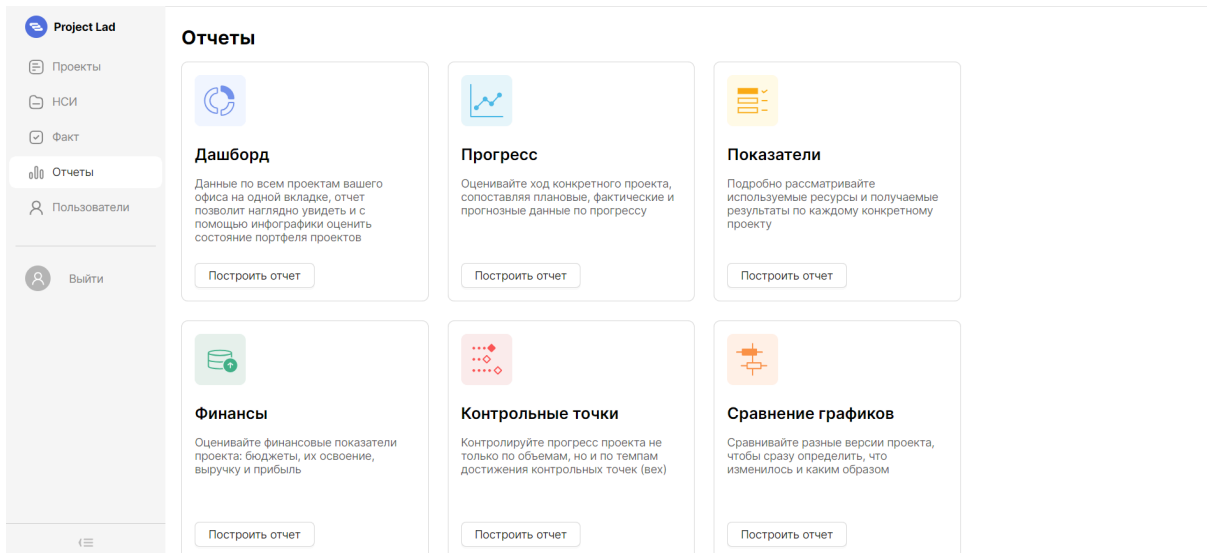 Project Lad
Проекты
НСИ
Факт
Отчеты
Пользователи
Выйти
Отчеты
Дашборд
Данные по всем проектам вашего
офиса на одной вкладке, отчет
позволит наглядно увидеть и с
помощью инфографики оценить
состояние портфеля проектов
Построить отчет
Прогресс
Оценивайте ход конкретного проекта,
сопоставляя плановые, фактические и
прогнозные данные по прогрессу
Построить отчет
Показатели
Подробно рассматривайте
используемые ресурсы и получаемые
результаты по каждому конкретному
проекту
Построить отчет
Финансы
Оценивайте финансовые показатели
проекта: бюджеты, их освоение,
выручку и прибыль
Построить отчет
Контрольные точки
Контролируйте прогресс проекта не
только по объемам, но и по темпам
достижения контрольных точек (вех)
Построить отчет
Сравнение графиков
Сравнивайте разные версии проекта,
чтобы сразу определить, что
изменилось и каким образом
Построить отчет